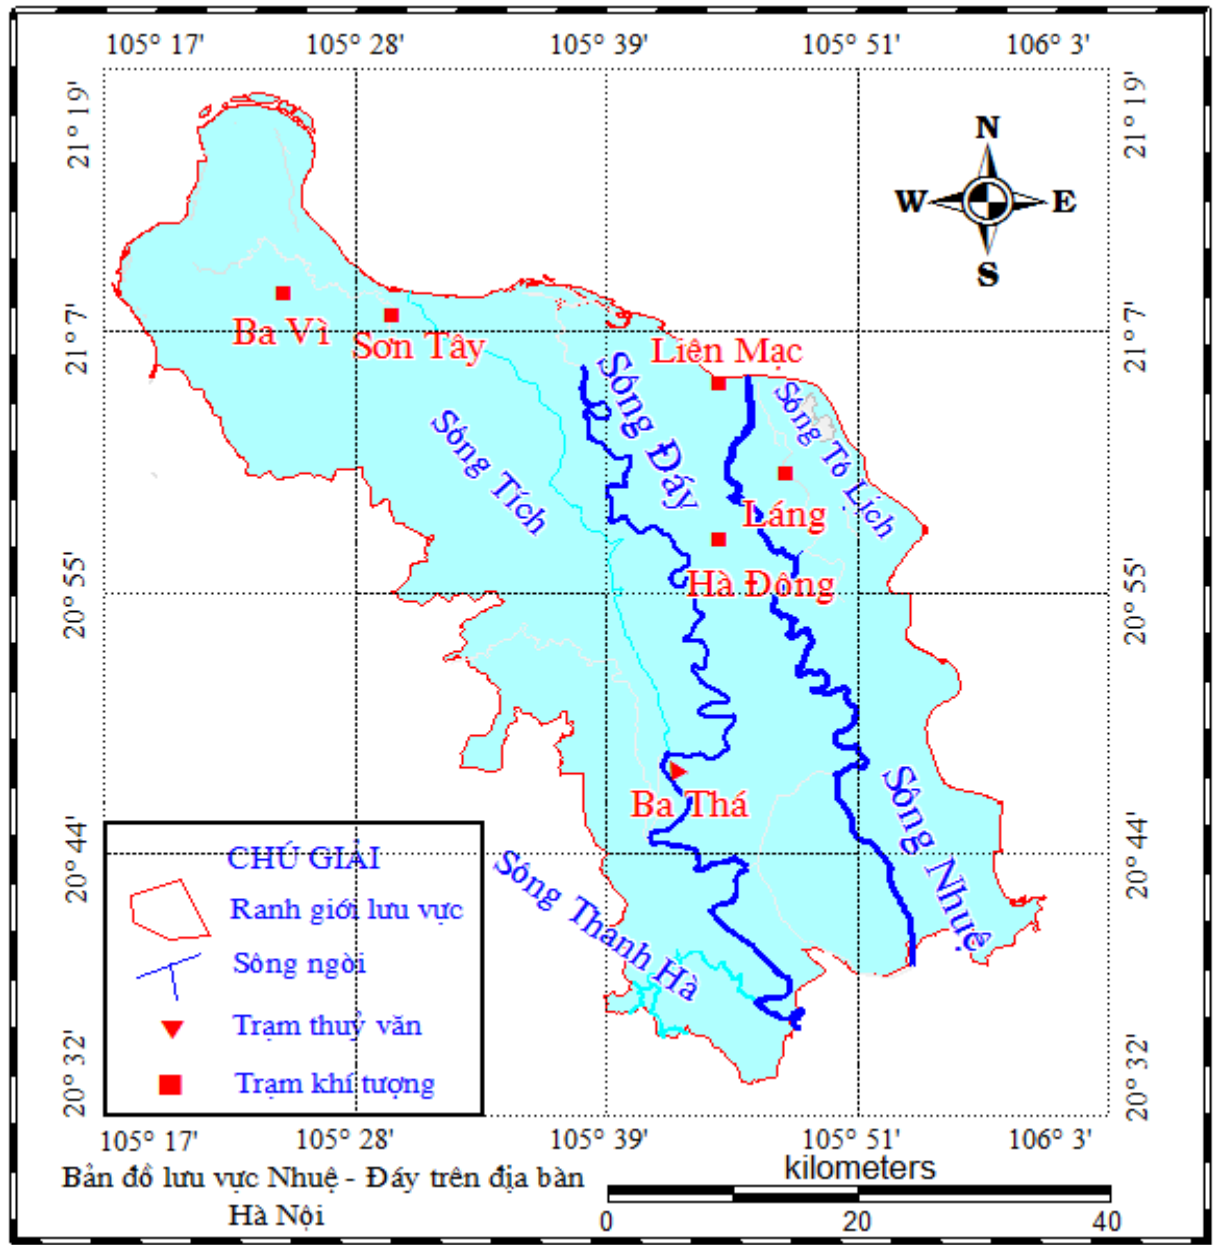 105° 17' 105° 28' 105° 39' 105° 51' 106° 3'
21° 19' 21° 19'
N
W E
S
21° 7' 21° 7'
Ba Vì
Sơn Tây
Liên Mạc
Sông Đáy
Sông Tô Lịch
Sông Tích
Láng
Hà Đông
20° 55' 20° 55'
Ba Thá
Sông Nhuệ
20° 44' 20° 44'
Sông Thanh Hà
CHÚ GIẢI
Ranh giới lưu vực
Sông ngòi
Trạm thuỷ văn
Trạm khí tượng
20° 32' 20° 32'
105° 17' 105° 28' 105° 39' 105° 51' 106° 3'
Bản đồ lưu vực Nhuệ - Đáy trên địa bàn
Hà Nội
kilometers
0 20 40